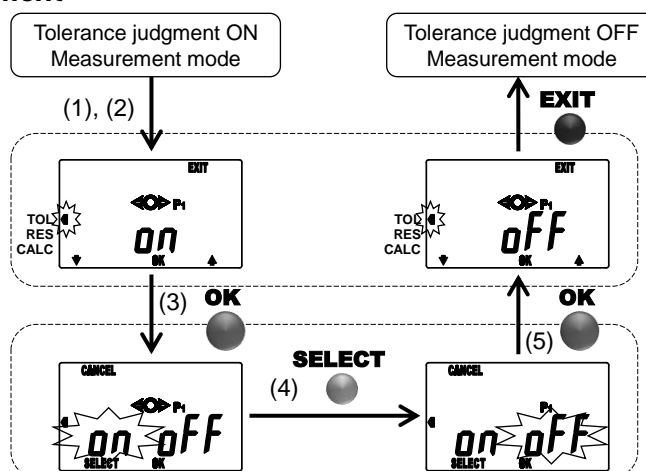 Tolerance judgment ON
Measurement mode
Tolerance judgment OFF
Measurement mode
(1), (2)
EXIT
EXIT
P1
TOL
RES
CALC
on
OK
EXIT
P1
TOL
RES
CALC
oFF
OK
(3)
OK
(5)
OK
CANCEL
P1
on oFF
SELECT OK
(4)
SELECT
CANCEL
P1
on oFF
SELECT OK